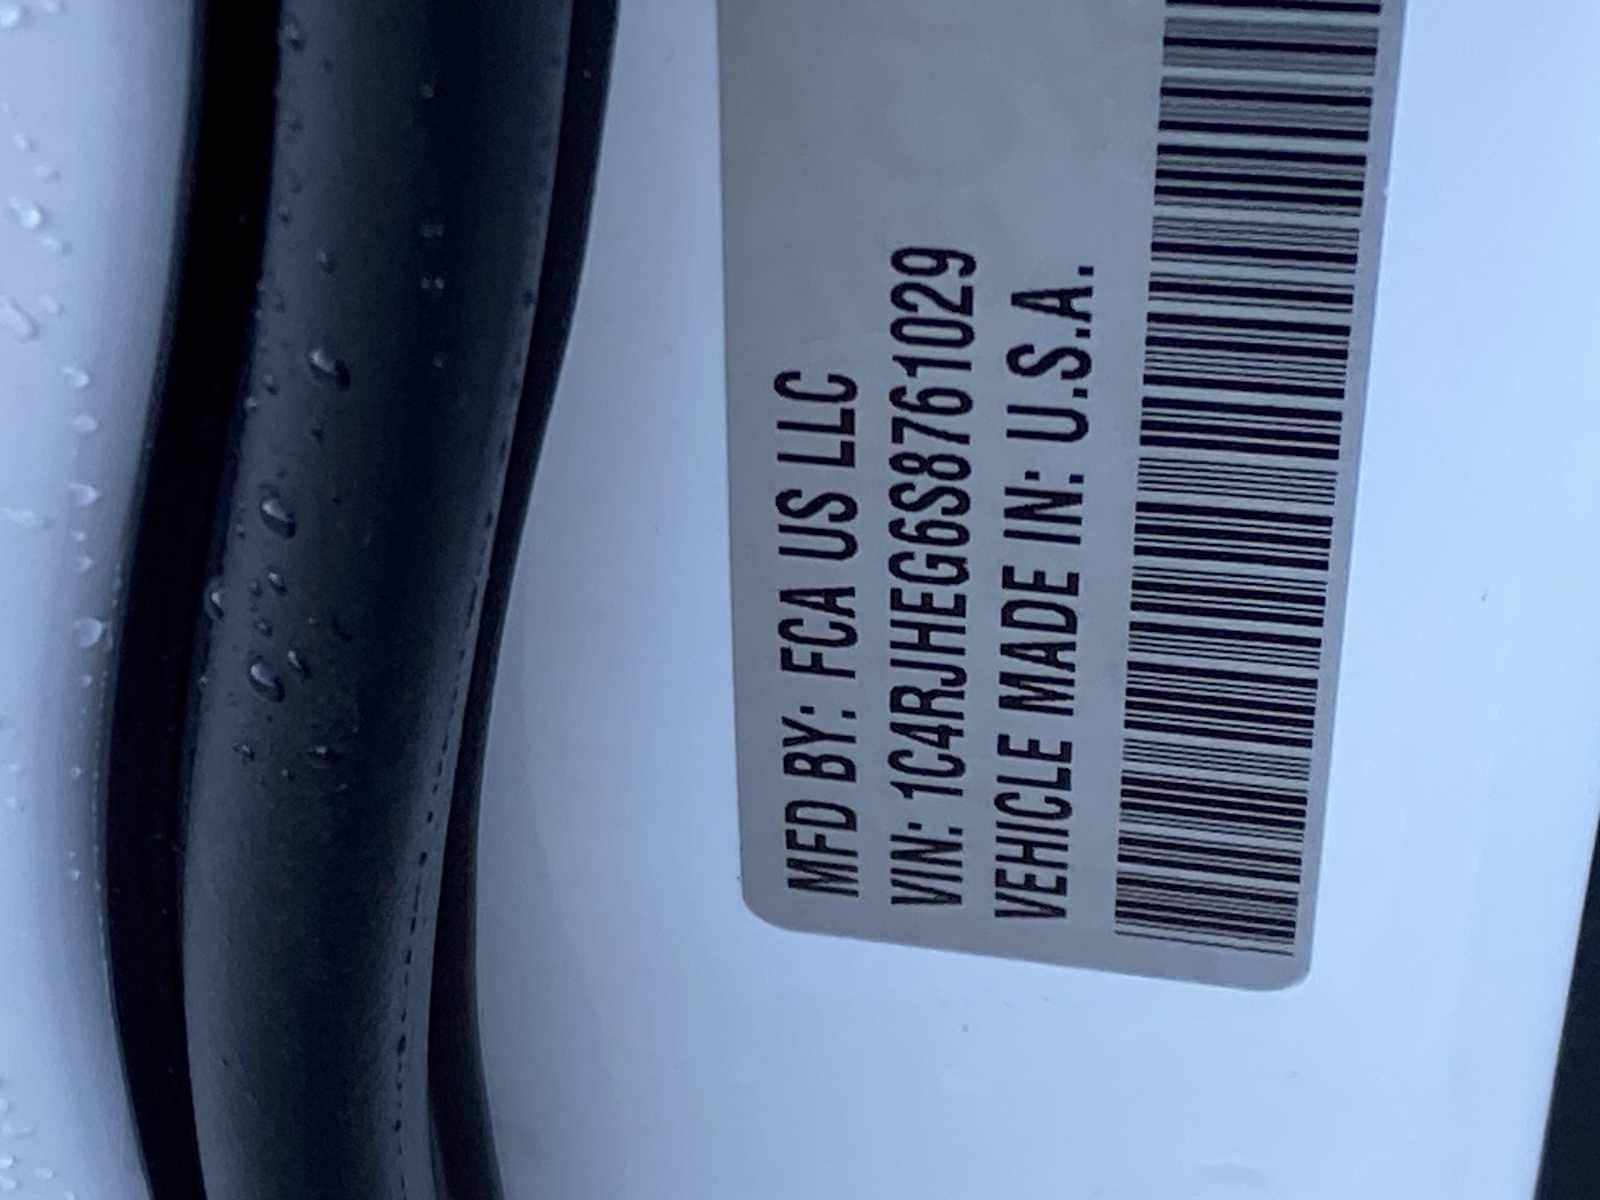 MFD BY: FCA US LLC
VIN: 1C4RJHEG6S8761029
VEHICLE MADE IN: U.S.A.